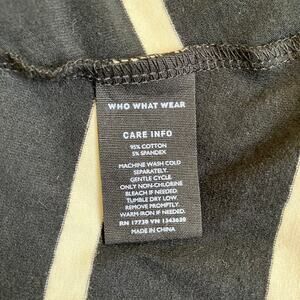 WHO WHAT WEAR
CARE INFO
95% COTTON
5% SPANDEX
MACHINE WASH COLD
SEPARATELY.
GENTLE CYCLE.
ONLY NON-CHLORINE
BLEACH IF NEEDED.
TUMBLE DRY LOW.
REMOVE PROMPTLY.
WARM IRON IF NEEDED.
RN 17730 VN 1343630
MADE IN CHINA